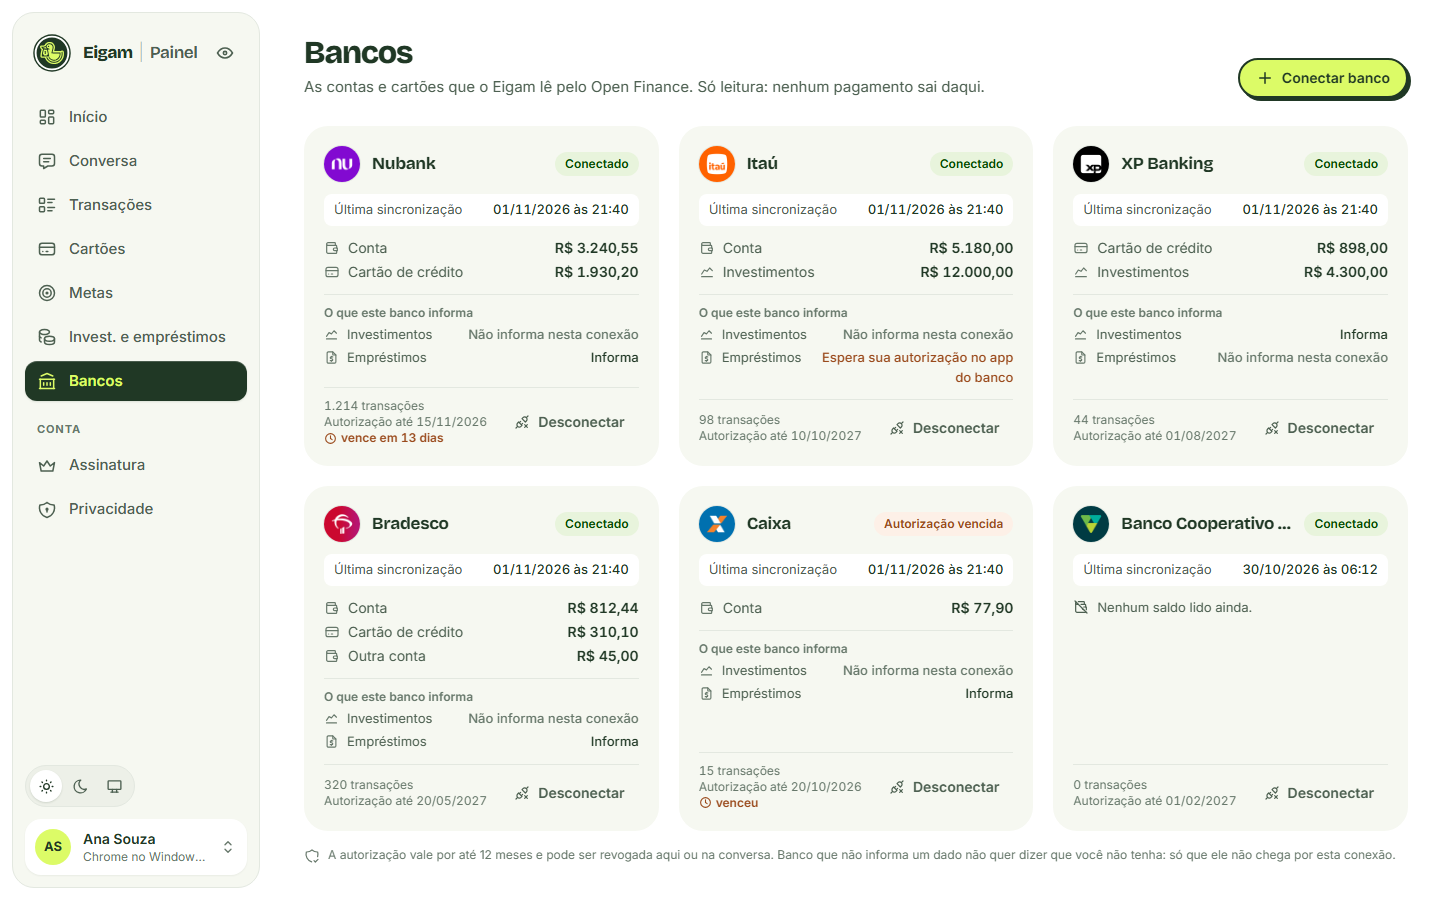 Eigam | Painel
Início
Conversa
Transações
Cartões
Metas
Invest. e empréstimos
Bancos
CONTA
Assinatura
Privacidade
AS
Ana Souza
Chrome no Window...
Bancos
As contas e cartões que o Eigam lê pelo Open Finance. Só leitura: nenhum pagamento sai daqui.
Conectar banco
nu
Nubank
Conectado
Última sincronização 01/11/2026 às 21:40
Conta R$ 3.240,55
Cartão de crédito R$ 1.930,20
O que este banco informa
Investimentos Não informa nesta conexão
Empréstimos Informa
1.214 transações
Autorização até 15/11/2026
vence em 13 dias
Desconectar
itaú
Itaú
Conectado
Última sincronização 01/11/2026 às 21:40
Conta R$ 5.180,00
Investimentos R$ 12.000,00
O que este banco informa
Investimentos Não informa nesta conexão
Empréstimos Espera sua autorização no app
do banco
98 transações
Autorização até 10/10/2027
Desconectar
xp
XP Banking
Conectado
Última sincronização 01/11/2026 às 21:40
Cartão de crédito R$ 898,00
Investimentos R$ 4.300,00
O que este banco informa
Investimentos Informa
Empréstimos Não informa nesta conexão
44 transações
Autorização até 01/08/2027
Desconectar
Bradesco
Conectado
Última sincronização 01/11/2026 às 21:40
Conta R$ 812,44
Cartão de crédito R$ 310,10
Outra conta R$ 45,00
O que este banco informa
Investimentos Não informa nesta conexão
Empréstimos Informa
320 transações
Autorização até 20/05/2027
Desconectar
Caixa
Autorização vencida
Última sincronização 01/11/2026 às 21:40
Conta R$ 77,90
O que este banco informa
Investimentos Não informa nesta conexão
Empréstimos Informa
15 transações
Autorização até 20/10/2026
venceu
Desconectar
Banco Cooperativo ...
Conectado
Última sincronização 30/10/2026 às 06:12
Nenhum saldo lido ainda.
0 transações
Autorização até 01/02/2027
Desconectar
A autorização vale por até 12 meses e pode ser revogada aqui ou na conversa. Banco que não informa um dado não quer dizer que você não tenha: só que ele não chega por esta conexão.